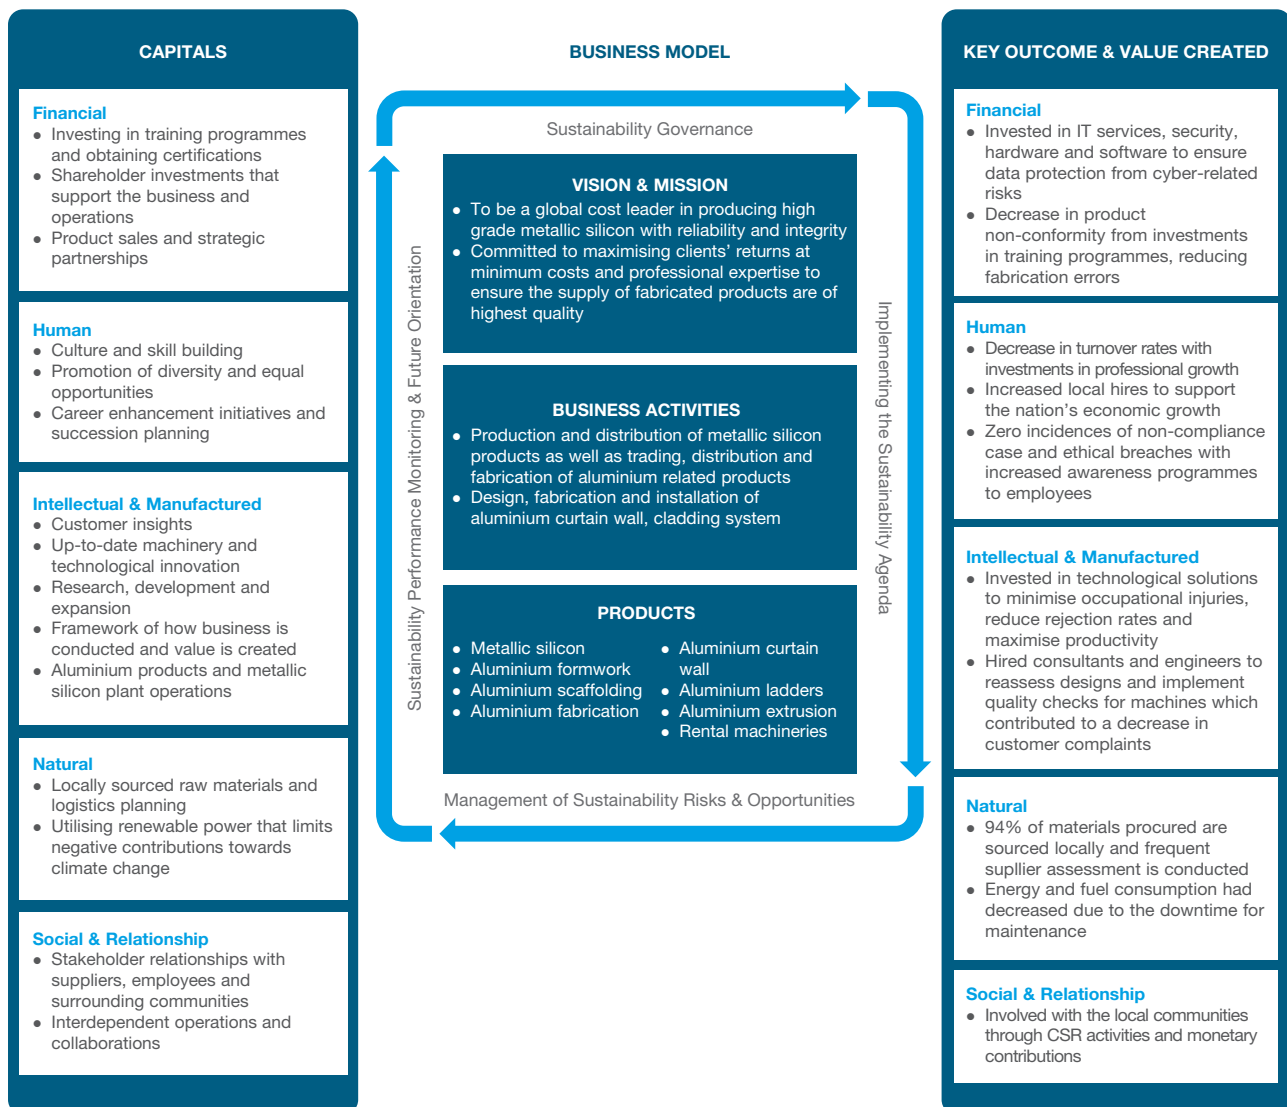 CAPITALS
Financial
● Investing in training programmes
and obtaining certifications
● Shareholder investments that
support the business and
operations
● Product sales and strategic
partnerships
Human
● Culture and skill building
● Promotion of diversity and equal
opportunities
● Career enhancement initiatives and
succession planning
Intellectual & Manufactured
● Customer insights
● Up-to-date machinery and
technological innovation
● Research, development and
expansion
● Framework of how business is
conducted and value is created
● Aluminium products and metallic
silicon plant operations
Natural
● Locally sourced raw materials and
logistics planning
● Utilising renewable power that limits
negative contributions towards
climate change
Social & Relationship
● Stakeholder relationships with
suppliers, employees and
surrounding communities
● Interdependent operations and
collaborations
BUSINESS MODEL
Sustainability Governance
Sustainability Performance Monitoring & Future Orientation
VISION & MISSION
● To be a global cost leader in producing high
grade metallic silicon with reliability and integrity
● Committed to maximising clients' returns at
minimum costs and professional expertise to
ensure the supply of fabricated products are of
highest quality
BUSINESS ACTIVITIES
● Production and distribution of metallic silicon
products as well as trading, distribution and
fabrication of aluminium related products
● Design, fabrication and installation of
aluminium curtain wall, cladding system
PRODUCTS
● Metallic silicon
● Aluminium formwork
● Aluminium scaffolding
● Aluminium fabrication
● Aluminium curtain
wall
● Aluminium ladders
● Aluminium extrusion
● Rental machineries
Implementing the Sustainability Agenda
Management of Sustainability Risks & Opportunities
KEY OUTCOME & VALUE CREATED
Financial
● Invested in IT services, security,
hardware and software to ensure
data protection from cyber-related
risks
● Decrease in product
non-conformity from investments
in training programmes, reducing
fabrication errors
Human
● Decrease in turnover rates with
investments in professional growth
● Increased local hires to support
the nation's economic growth
● Zero incidences of non-compliance
case and ethical breaches with
increased awareness programmes
to employees
Intellectual & Manufactured
● Invested in technological solutions
to minimise occupational injuries,
reduce rejection rates and
maximise productivity
● Hired consultants and engineers to
reassess designs and implement
quality checks for machines which
contributed to a decrease in
customer complaints
Natural
● 94% of materials procured are
sourced locally and frequent
supllier assessment is conducted
● Energy and fuel consumption had
decreased due to the downtime for
maintenance
Social & Relationship
● Involved with the local communities
through CSR activities and monetary
contributions